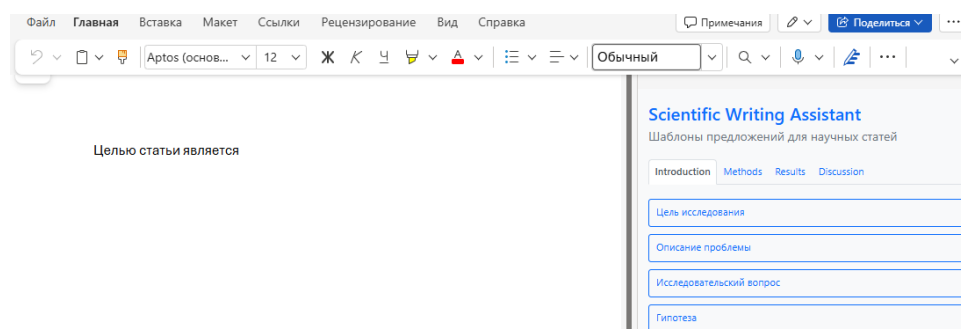 Файл Главная Вставка Макет Ссылки Рецензирование Вид Справка Примечания Поделиться
Aptos (основ... 12 Ж К Ч Обычный
Целью статьи является
Scientific Writing Assistant
Шаблоны предложений для научных статей
Introduction Methods Results Discussion
Цель исследования
Описание проблемы
Исследовательский вопрос
Гипотеза